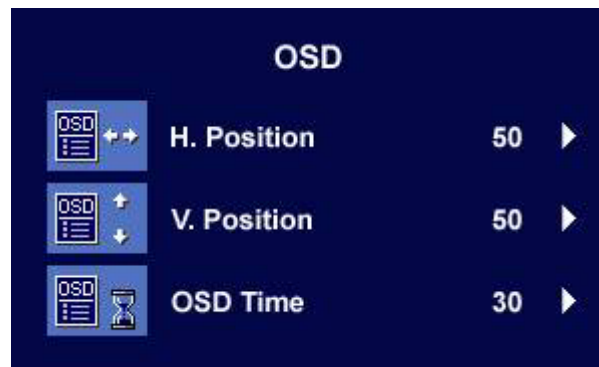 OSD
OSD H. Position 50
OSD V. Position 50
OSD OSD Time 30